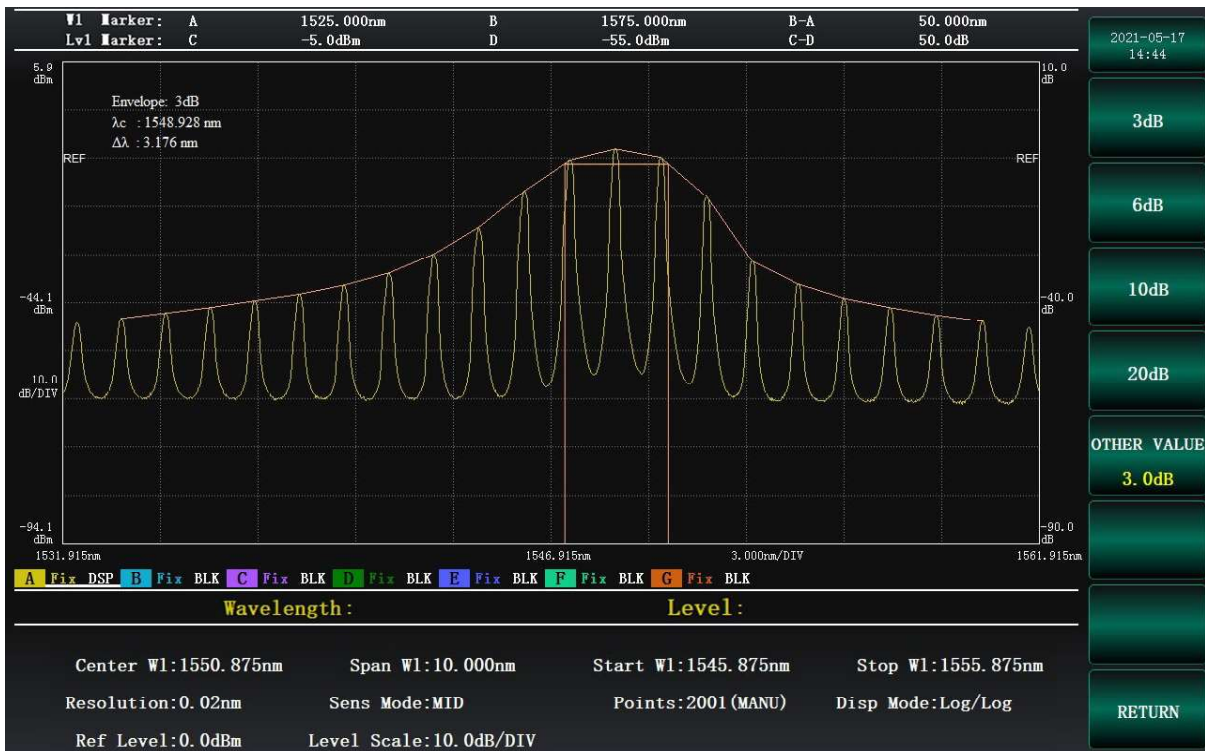 Wl Marker: A 1525.000nm B 1575.000nm B-A 50.000nm
Lvl Marker: C -5.0dBm D -55.0dBm C-D 50.0dB
2021-05-17
14:44
5.9
dBm
10.0
dB
Envelope: 3dB
λc : 1548.928 nm
Δλ : 3.176 nm
REF
REF
3dB
6dB
10dB
-44.1
dBm
-40.0
dB
20dB
10.0
dB/DIV
OTHER VALUE
3.0dB
-94.1
dBm
-90.0
dB
1531.915nm 1546.915nm 3.000nm/DIV 1561.915nm
A Fix DSP B Fix BLK C Fix BLK D Fix BLK E Fix BLK F Fix BLK G Fix BLK
Wavelength: Level:
Center Wl:1550.875nm Span Wl:10.000nm Start Wl:1545.875nm Stop Wl:1555.875nm
Resolution:0.02nm Sens Mode:MID Points:2001(MANU) Disp Mode:Log/Log
Ref Level:0.0dBm Level Scale:10.0dB/DIV
RETURN